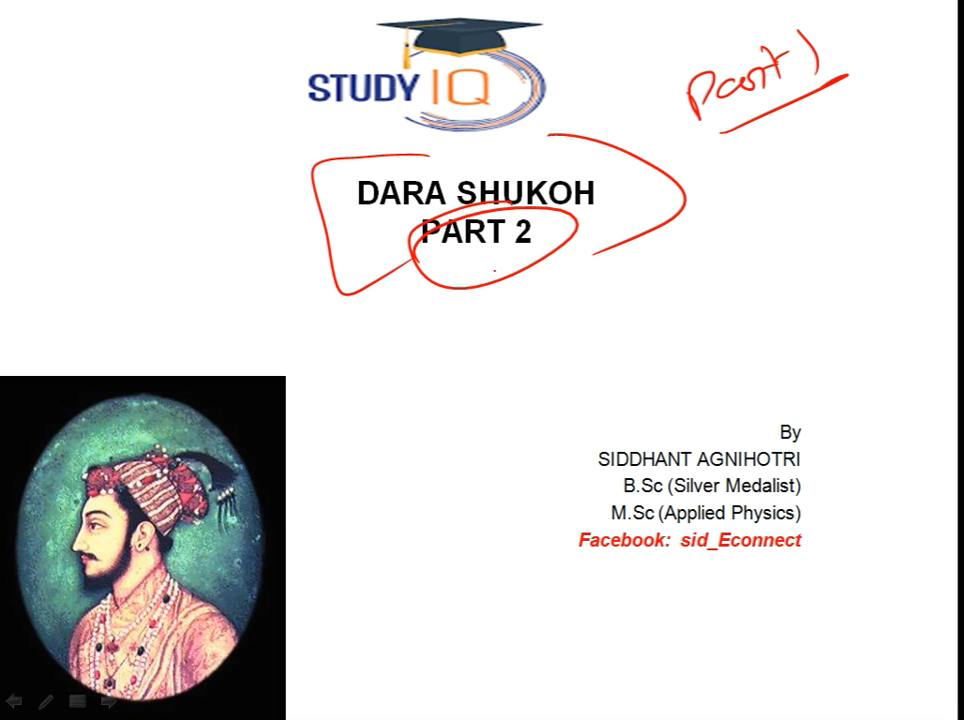 STUDY IQ
Part 1
DARA SHUKOH
PART 2
By
SIDDHANT AGNIHOTRI
B.Sc (Silver Medalist)
M.Sc (Applied Physics)
Facebook: sid_Econnect